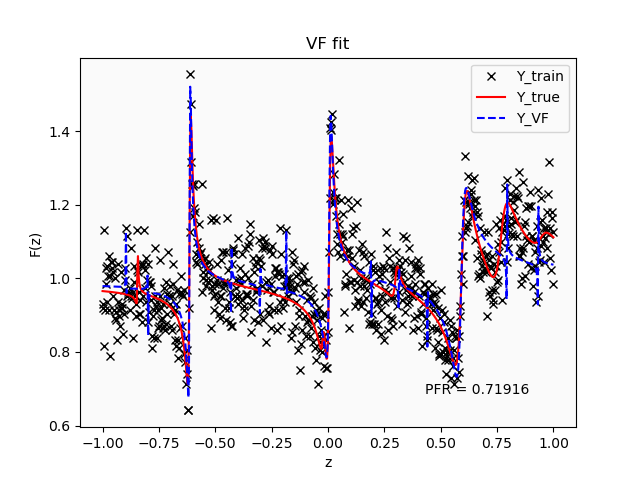 VF fit
Y_train
Y_true
Y_VF
F(z)
1.4
1.2
1.0
0.8
0.6
PFR = 0.71916
−1.00 −0.75 −0.50 −0.25 0.00 0.25 0.50 0.75 1.00
z